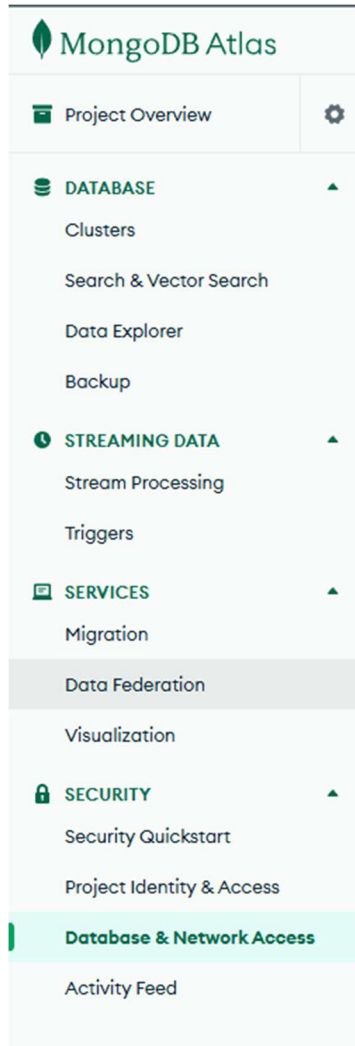 MongoDB Atlas
Project Overview
DATABASE
Clusters
Search & Vector Search
Data Explorer
Backup
STREAMING DATA
Stream Processing
Triggers
SERVICES
Migration
Data Federation
Visualization
SECURITY
Security Quickstart
Project Identity & Access
Database & Network Access
Activity Feed